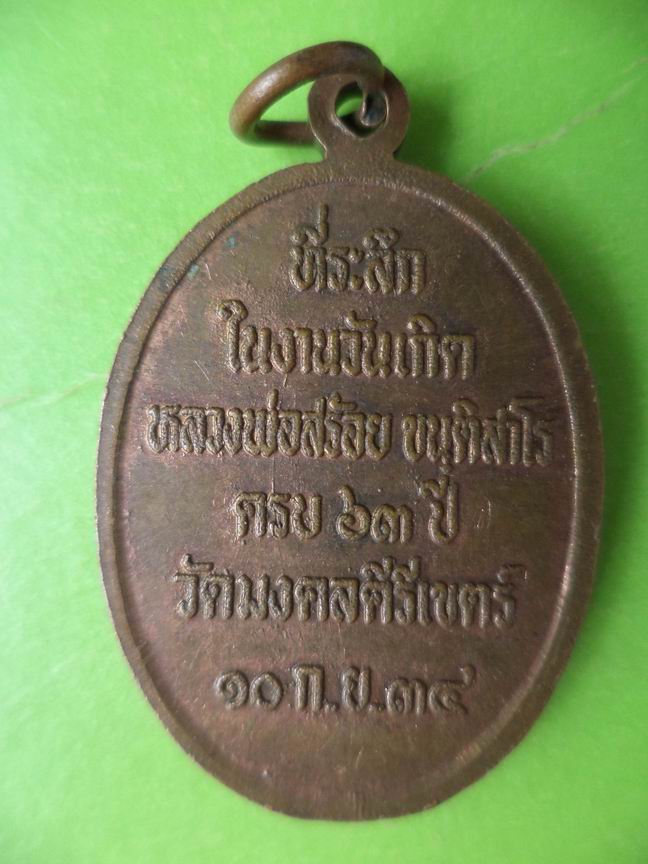 ที่ระลึก
ในงานวันเกิด
หลวงพ่อสร้อย ขนฺติสาโร
ครบ ๖๓ ปี
วัดมงคลคีรีเขตร์
๑๐ ก.ย.๓๔